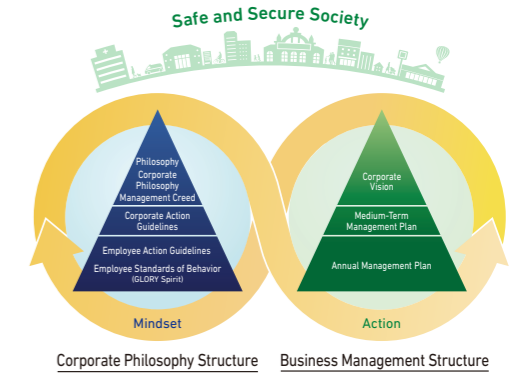 Safe and Secure Society
Philosophy
Corporate
Philosophy
Management Creed
Corporate Action
Guidelines
Employee Action Guidelines
Employee Standards of Behavior
(GLORY Spirit)
Mindset
Corporate Philosophy Structure
Corporate
Vision
Medium-Term
Management Plan
Annual Management Plan
Action
Business Management Structure